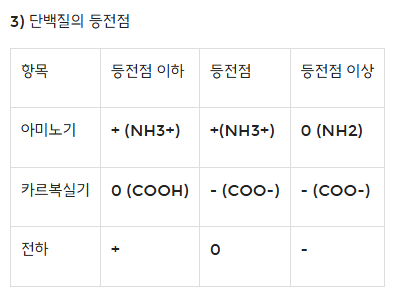 3) 단백질의 등전점
항목 등전점 이하 등전점 등전점 이상
아미노기 + (NH3+) +(NH3+) 0 (NH2)
카르복실기 0 (COOH) - (COO-) - (COO-)
전하 + 0 -